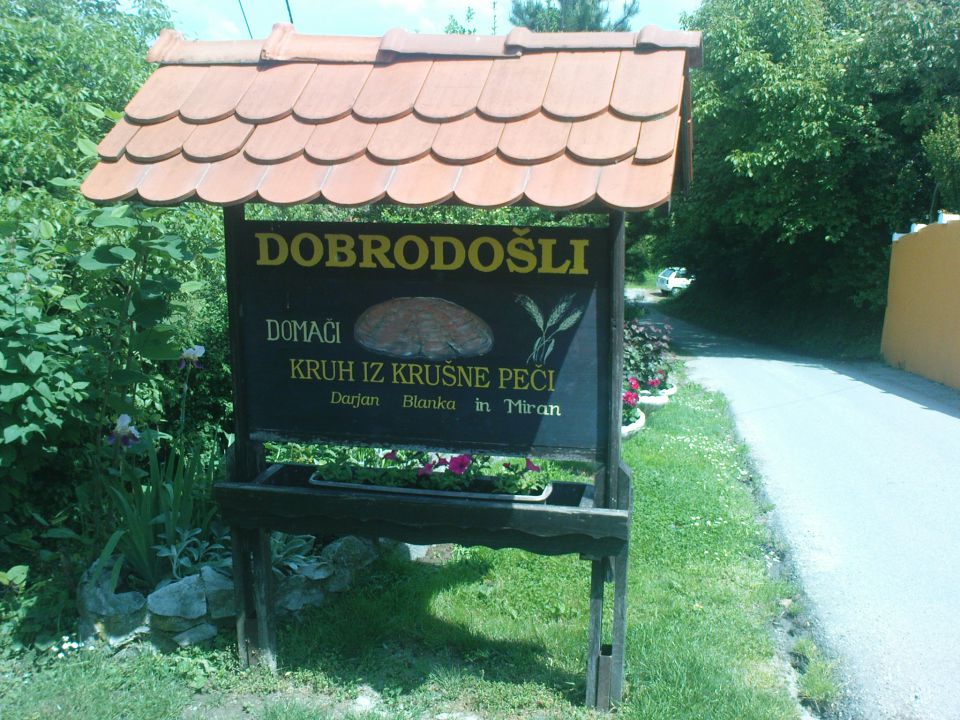 DOBRODOŠLI
DOMAČI
KRUH IZ KRUŠNE PEČI
Darjan Blanka in Miran